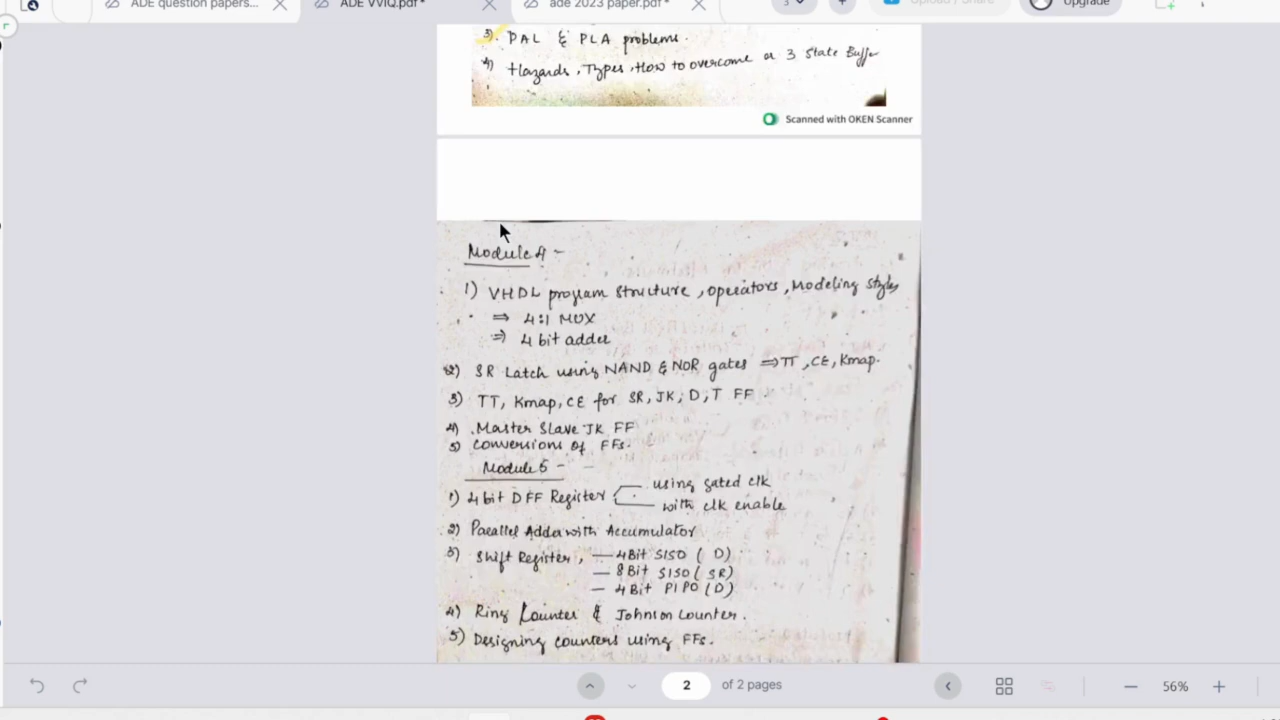 ADE question papers...
ADE VVIQ.pdf*
ade 2023 paper.pdf*
3
Upload / Share
Upgrade
3). PAL & PLA problems.
4) Hazards, Types, How to overcome or 3 State Buffe
Scanned with OKEN Scanner
Module 4 -
1) VHDL program structure, operators, Modeling styles
⇒ 4:1 MUX
⇒ 4 bit adder
2) SR Latch using NAND & NOR gates ⇒ TT, CE, Kmap.
3) TT, Kmap, CE for SR, JK, D, T FF
4) Master Slave JK FF
5) Conversions of FFs.
Module 5 -
1) 4 bit DFF Register using gated clk
with clk enable
2) Parallel Adder with Accumulator
3) Shift Register, — 4Bit SISO (D)
— 8Bit SISO (SR)
— 4Bit PIPO (D)
4) Ring Counter & Johnson Counter.
5) Designing counters using FFs.
2 of 2 pages
56%